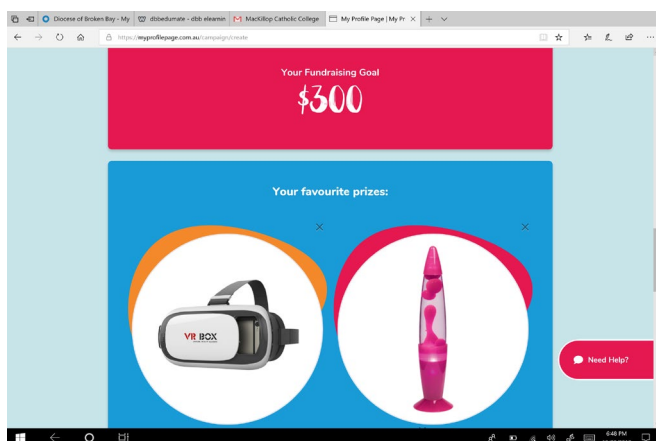 Diocese of Broken Bay - My
dbbedumate - dbb elearnin
MacKillop Catholic College
My Profile Page | My Pr
https://myprofilepage.com.au/campaign/create
Your Fundraising Goal
$300
Your favourite prizes:
VR BOX
Need Help?
6:48 PM